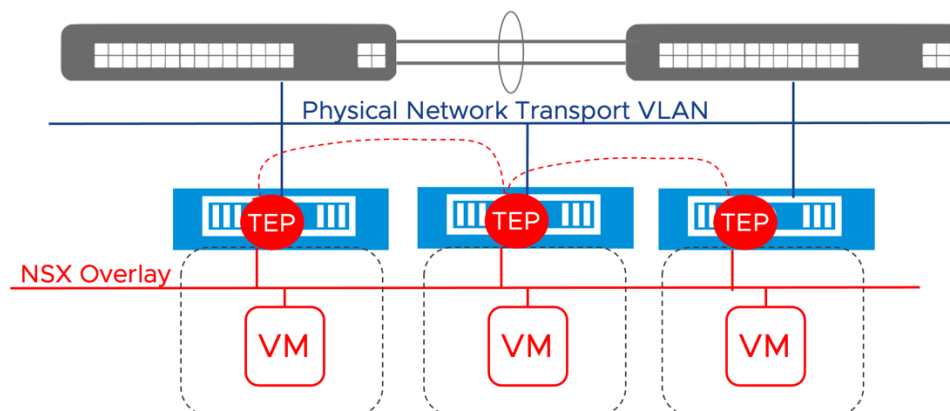 Physical Network Transport VLAN
TEP
TEP
TEP
NSX Overlay
VM
VM
VM